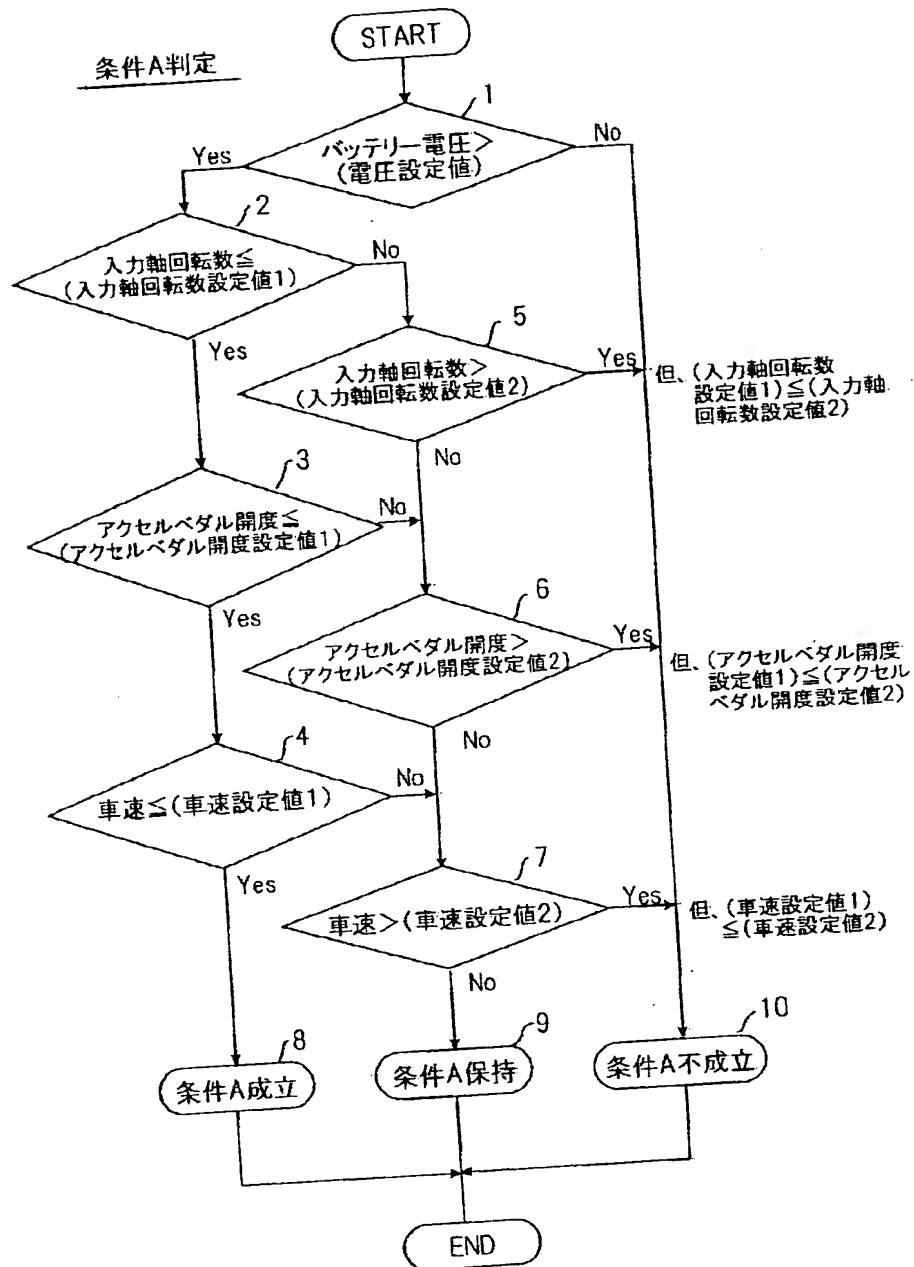 START
条件A判定
1
バッテリー電圧>
(電圧設定値)
Yes
No
2
入力軸回転数≦
(入力軸回転数設定値1)
No
Yes
5
入力軸回転数>
(入力軸回転数設定値2)
Yes
No
但、(入力軸回転数
設定値1)≦(入力軸
回転数設定値2)
3
アクセルペダル開度≦
(アクセルペダル開度設定値1)
No
Yes
6
アクセルペダル開度>
(アクセルペダル開度設定値2)
Yes
No
但、(アクセルペダル開度
設定値1)≦(アクセル
ペダル開度設定値2)
4
車速≦(車速設定値1)
No
Yes
7
車速>(車速設定値2)
Yes
No
但、(車速設定値1)
≦(車速設定値2)
8
条件A成立
9
条件A保持
10
条件A不成立
END